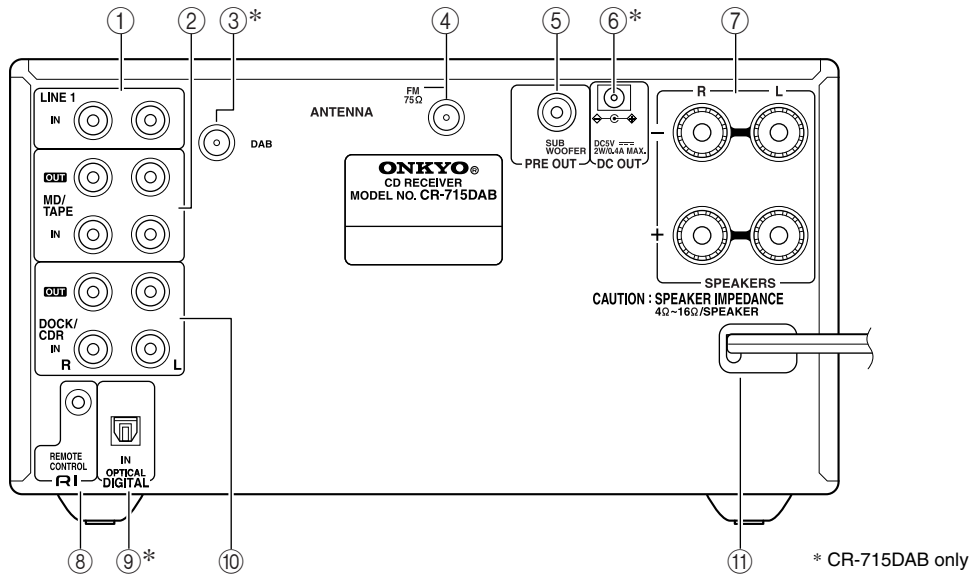 ① ② ③* ④ ⑤ ⑥* ⑦
LINE 1
IN
OUT
MD/
TAPE
IN
OUT
DOCK/
CDR
IN
R L
DAB
ANTENNA
FM
75Ω
SUB
WOOFER
PRE OUT
DC5V ⎓
2W/0.4A MAX.
DC OUT
R L
−
+
SPEAKERS
CAUTION : SPEAKER IMPEDANCE
4Ω~16Ω/SPEAKER
ONKYO®
CD RECEIVER
MODEL NO. CR-715DAB
REMOTE
CONTROL
RI
IN
OPTICAL
DIGITAL
⑧ ⑨* ⑩ ⑪
* CR-715DAB only